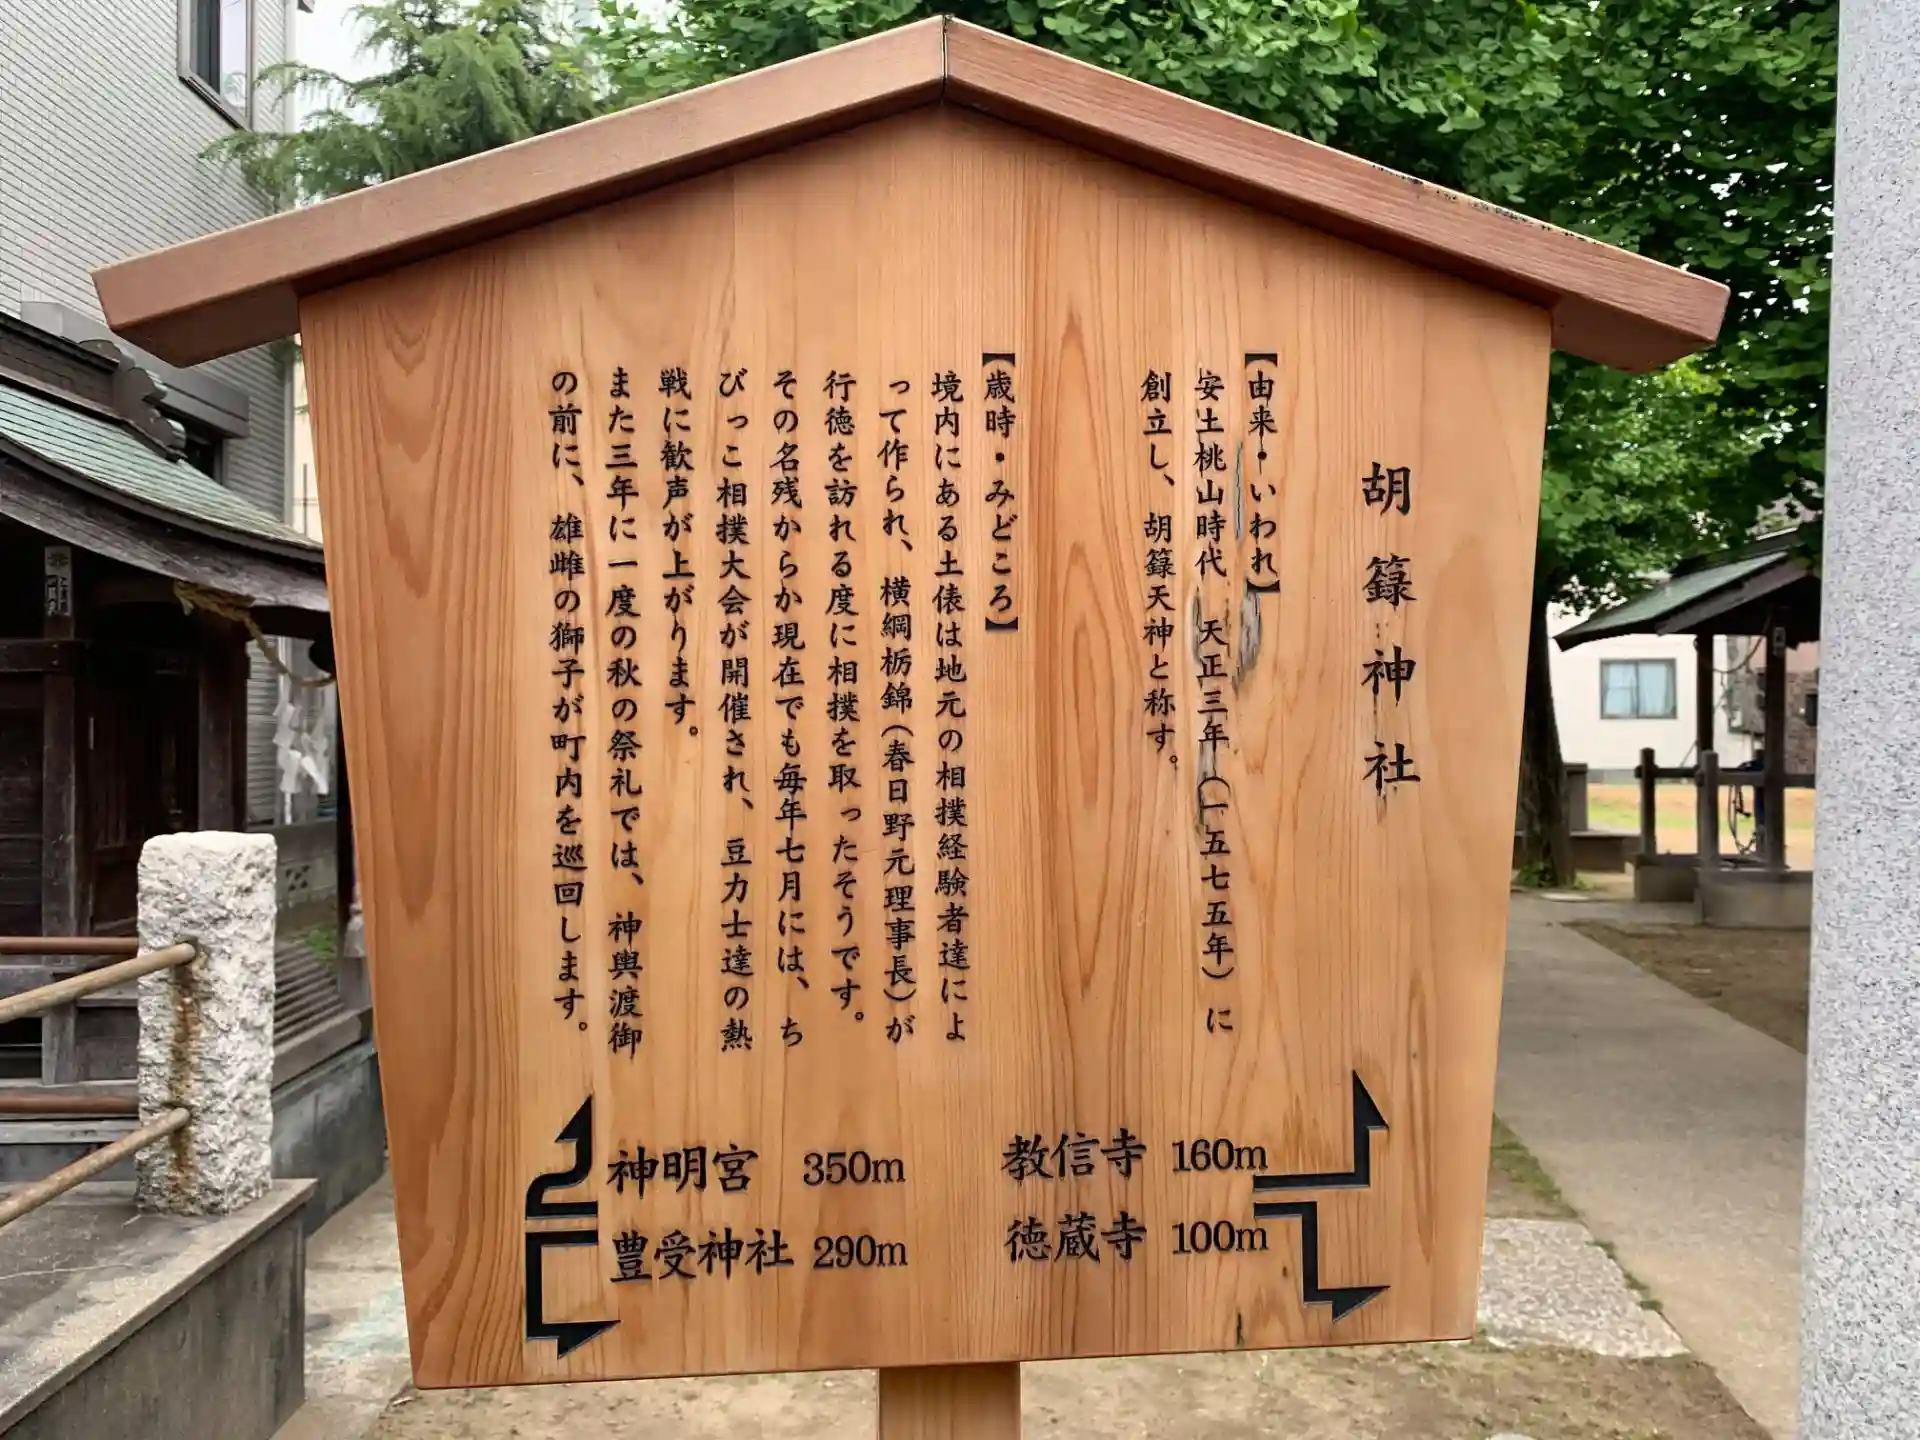 胡籙神社
【由来・いわれ】
安土桃山時代　天正三年（一五七五年）に
創立し、胡籙天神と称す。
【歳時・みどころ】
境内にある土俵は地元の相撲経験者達によ
って作られ、横綱栃錦（春日野元理事長）が
行徳を訪れる度に相撲を取ったそうです。
その名残からか現在でも毎年七月には、ち
びっこ相撲大会が開催され、豆力士達の熱
戦に歓声が上がります。
また三年に一度の秋の祭礼では、神輿渡御
の前に、雄雌の獅子が町内を巡回します。
教信寺 160m
徳蔵寺 100m
神明宮 350m
豊受神社 290m